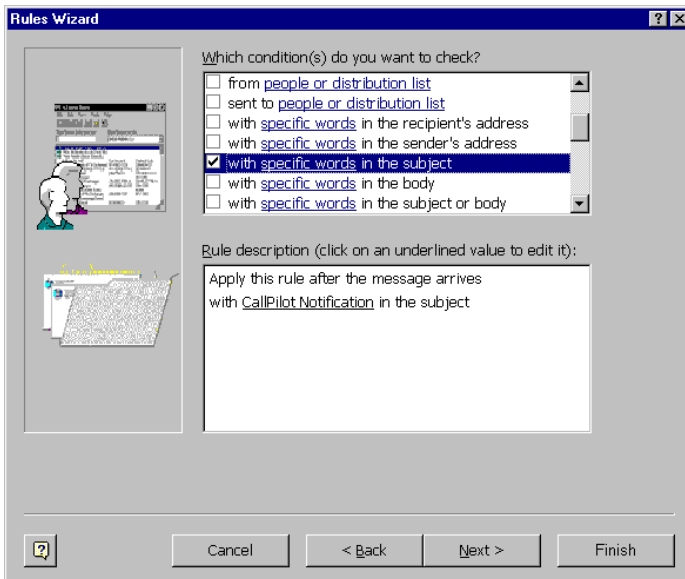 Rules Wizard
Which condition(s) do you want to check?
from people or distribution list
sent to people or distribution list
with specific words in the recipient's address
with specific words in the sender's address
with specific words in the subject
with specific words in the body
with specific words in the subject or body
Rule description (click on an underlined value to edit it):
Apply this rule after the message arrives
with CallPilot Notification in the subject
Cancel
< Back
Next >
Finish